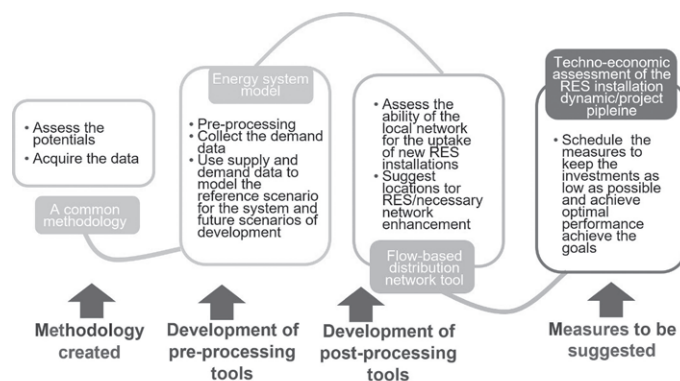 • Assess the
potentials
• Acquire the data
A common
methodology
Energy system
model
• Pre-processing
• Collect the demand
data
• Use supply and
demand data to
model the
reference scenario
for the system and
future scenarios of
development
• Assess the
ability of the
local network
for the uptake
of new RES
installations
• Suggest
locations tor
RES/necessary
network
enhancement
Flow-based
distribution
network tool
Techno-economic
assessment of the
RES installation
dynamic/project
pipleine
• Schedule the
measures to
keep the
investments as
low as possible
and achieve
optimal
performance
achieve the
goals
Methodology
created
Development of
pre-processing
tools
Development of
post-processing
tools
Measures to be
suggested